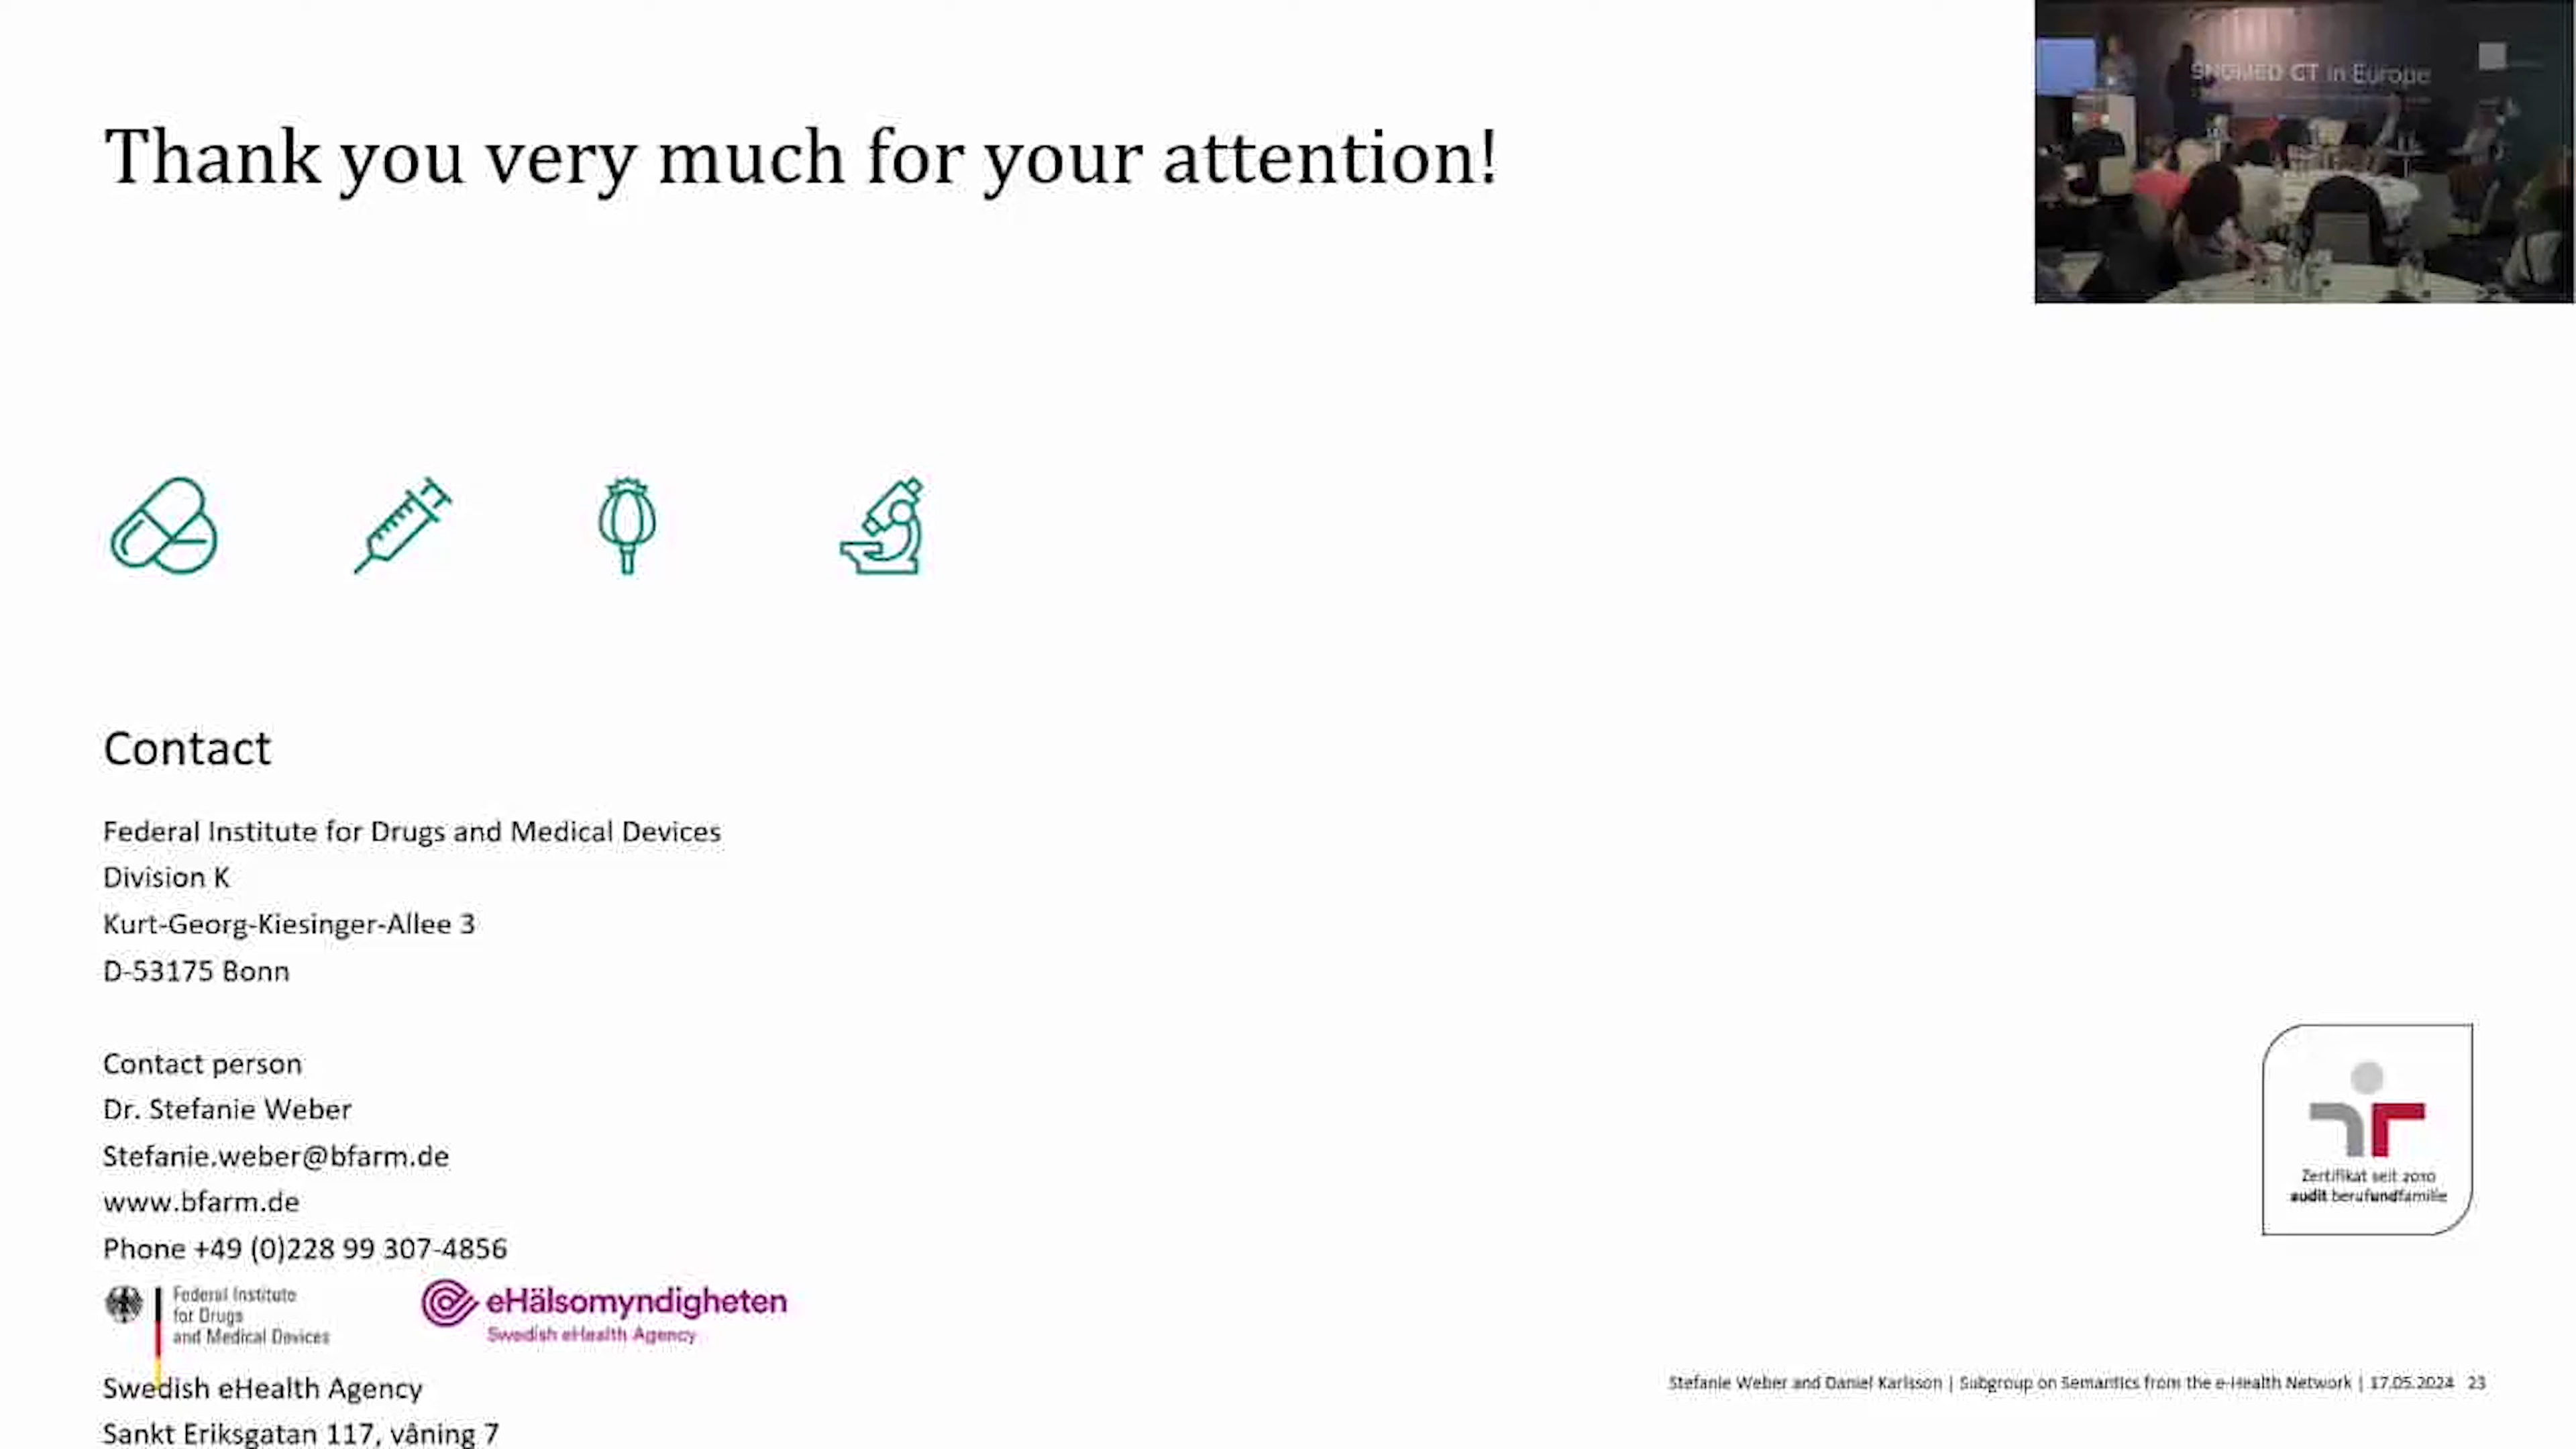 Thank you very much for your attention!
SNOMED CT in Europe
Contact
Federal Institute for Drugs and Medical Devices
Division K
Kurt-Georg-Kiesinger-Allee 3
D-53175 Bonn
Contact person
Dr. Stefanie Weber
Stefanie.weber@bfarm.de
www.bfarm.de
Phone +49 (0)228 99 307-4856
Zertifikat seit 2010
audit berufundfamilie
Federal Institute
for Drugs
and Medical Devices
eHälsomyndigheten
Swedish eHealth Agency
Swedish eHealth Agency
Sankt Eriksgatan 117, våning 7
Stefanie Weber and Daniel Karlsson | Subgroup on Semantics from the e-Health Network | 17.05.2024 23